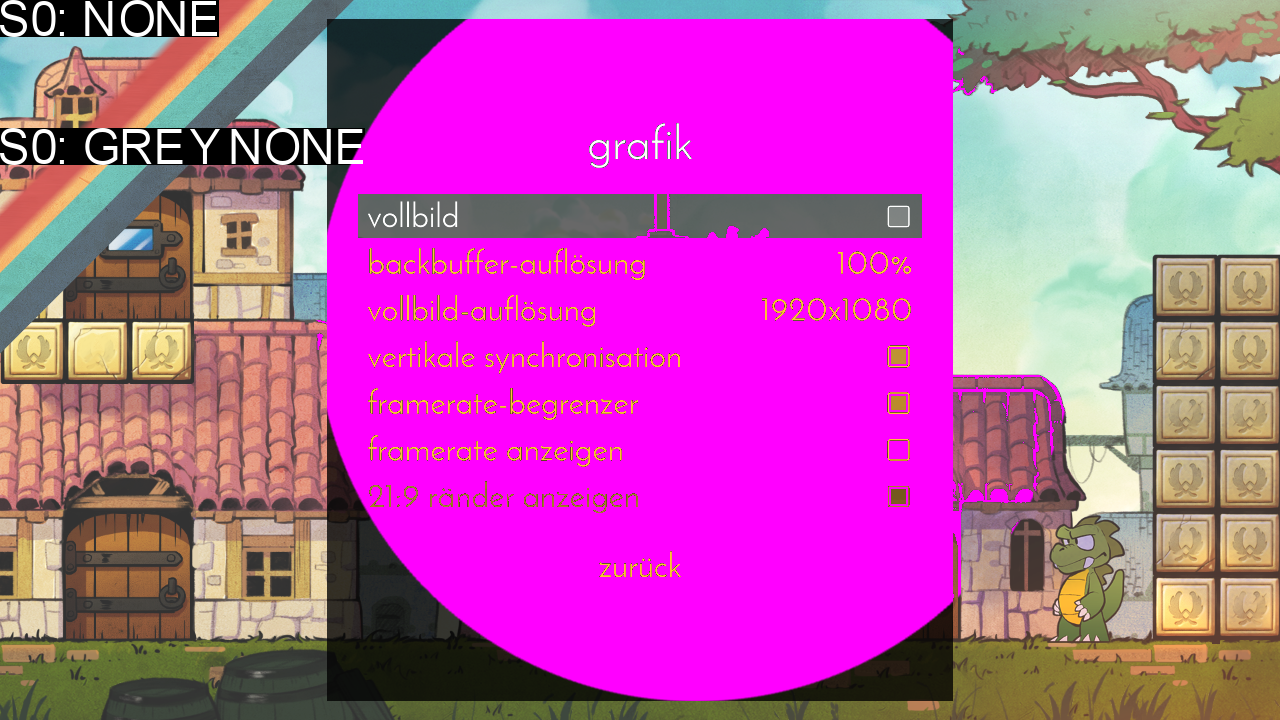 S0: NONE
S0: GREY NONE
grafik
vollbild
backbuffer-auflösung 100%
vollbild-auflösung 1920x1080
vertikale synchronisation
framerate-begrenzer
framerate anzeigen
21:9 ränder anzeigen
zurück